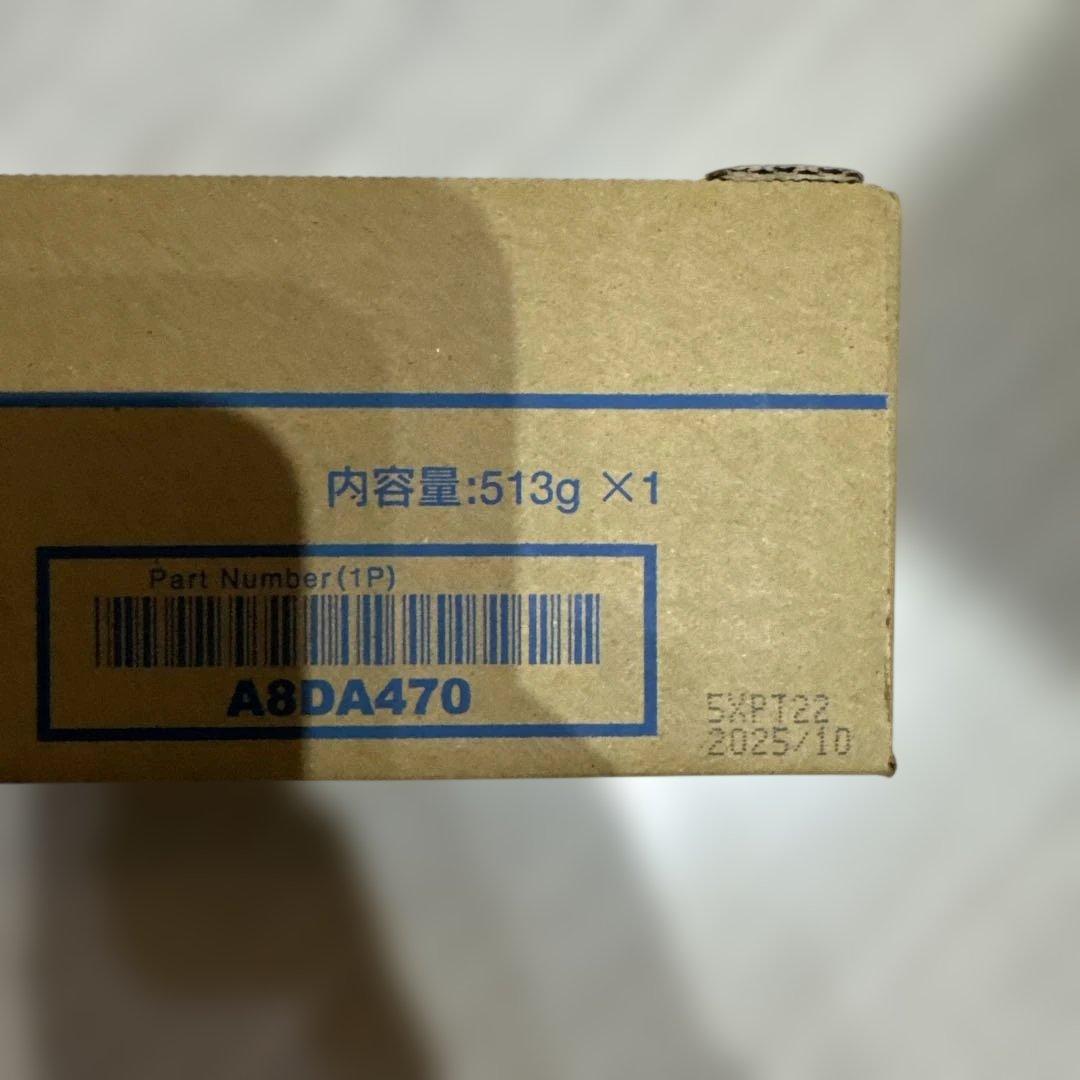 内容量:513g ×1
Part Number(1P)
A8DA470
5XPT22
2025/10